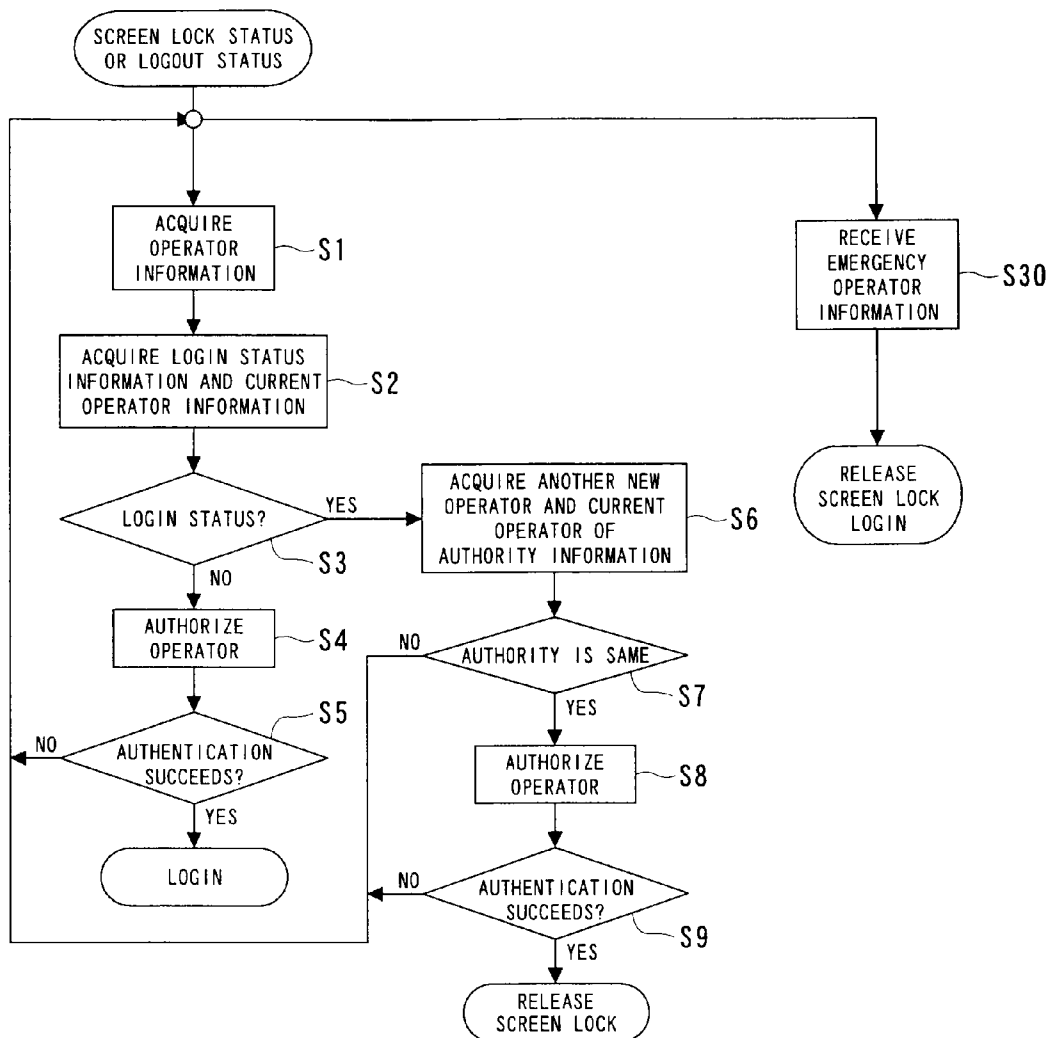 SCREEN LOCK STATUS
OR LOGOUT STATUS
ACQUIRE
OPERATOR
INFORMATION
S1
RECEIVE
EMERGENCY
OPERATOR
INFORMATION
S30
ACQUIRE LOGIN STATUS
INFORMATION AND CURRENT
OPERATOR INFORMATION
S2
RELEASE
SCREEN LOCK
LOGIN
LOGIN STATUS?
YES
S3
NO
ACQUIRE ANOTHER NEW
OPERATOR AND CURRENT
OPERATOR OF
AUTHORITY INFORMATION
S6
AUTHORIZE
OPERATOR
S4
AUTHORITY IS SAME
NO
S7
YES
AUTHENTICATION
SUCCEEDS?
S5
NO
YES
LOGIN
AUTHORIZE
OPERATOR
S8
AUTHENTICATION
SUCCEEDS?
NO
S9
YES
RELEASE
SCREEN LOCK